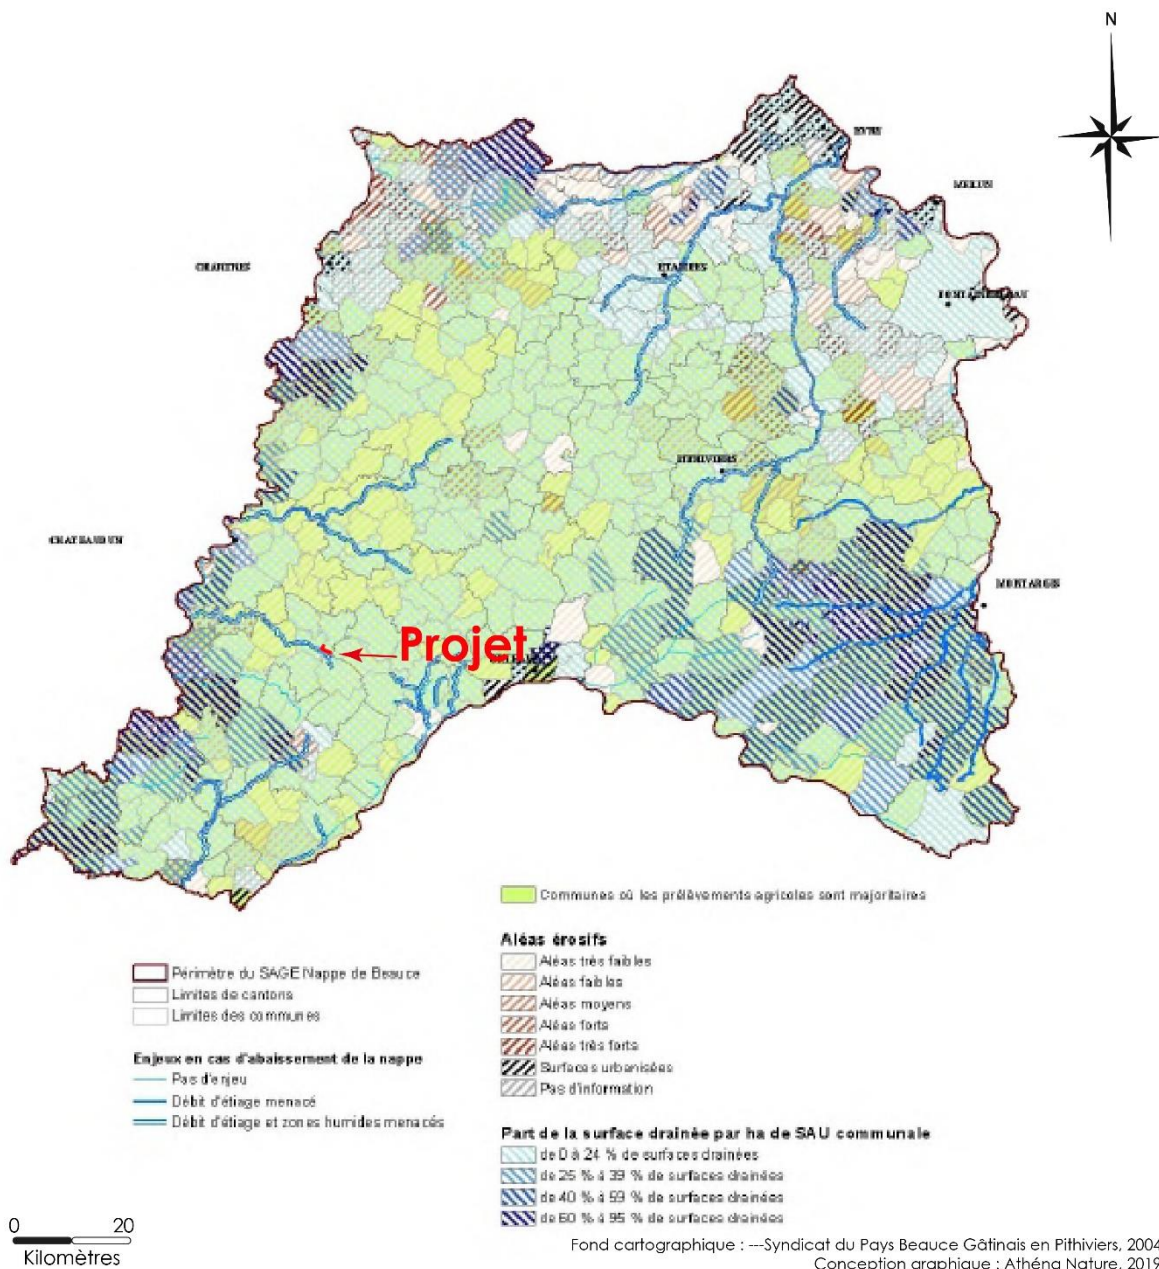 N
EVRY
MELUN
CHARTRES
ETAMPES
FONTAINEBLEAU
PITHIVIERS
CHATEAUDUN
MONTARGIS
Projet
Communes où les prélèvements agricoles sont majoritaires
Aléas érosifs
Aléas très faibles
Aléas faibles
Aléas moyens
Aléas forts
Aléas très forts
Surfaces urbanisées
Pas d'information
Périmètre du SAGE Nappe de Beauce
Limites de cantons
Limites des communes
Enjeux en cas d'abaissement de la nappe
Pas d'enjeu
Débit d'étiage menacé
Débit d'étiage et zones humides menacés
Part de la surface drainée par ha de SAU communale
de 0 à 24 % de surfaces drainées
de 25 % à 39 % de surfaces drainées
de 40 % à 59 % de surfaces drainées
de 60 % à 95 % de surfaces drainées
0 20
Kilomètres
Fond cartographique : ---Syndicat du Pays Beauce Gâtinais en Pithiviers, 2004
Conception graphique : Athéna Nature, 2019